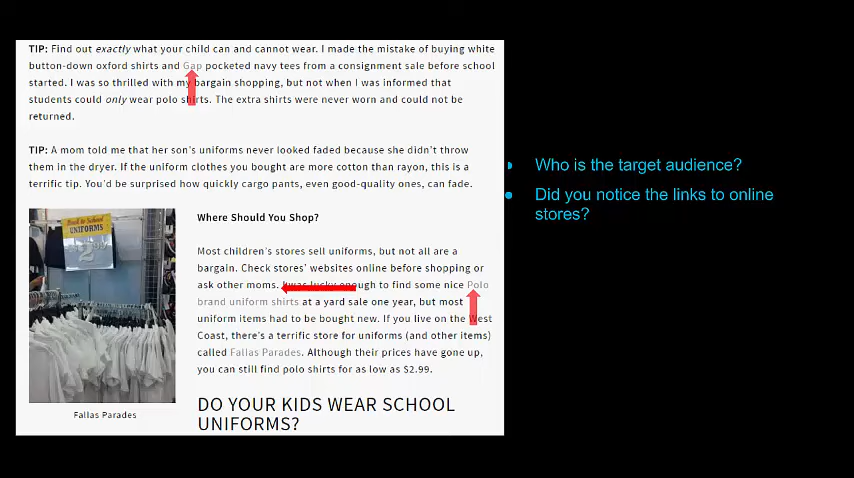 TIP: Find out exactly what your child can and cannot wear. I made the mistake of buying white
button-down oxford shirts and Gap pocketed navy tees from a consignment sale before school
started. I was so thrilled with my bargain shopping, but not when I was informed that
students could only wear polo shirts. The extra shirts were never worn and could not be
returned.
TIP: A mom told me that her son's uniforms never looked faded because she didn't throw
them in the dryer. If the uniform clothes you bought are more cotton than rayon, this is a
terrific tip. You'd be surprised how quickly cargo pants, even good-quality ones, can fade.
Back to School
UNIFORMS
2.99
Fallas Parades
Where Should You Shop?
Most children's stores sell uniforms, but not all are a
bargain. Check stores' websites online before shopping or
ask other moms. I was lucky enough to find some nice Polo
brand uniform shirts at a yard sale one year, but most
uniform items had to be bought new. If you live on the West
Coast, there's a terrific store for uniforms (and other items)
called Fallas Parades. Although their prices have gone up,
you can still find polo shirts for as low as $2.99.
DO YOUR KIDS WEAR SCHOOL
UNIFORMS?
• Who is the target audience?
• Did you notice the links to online
stores?